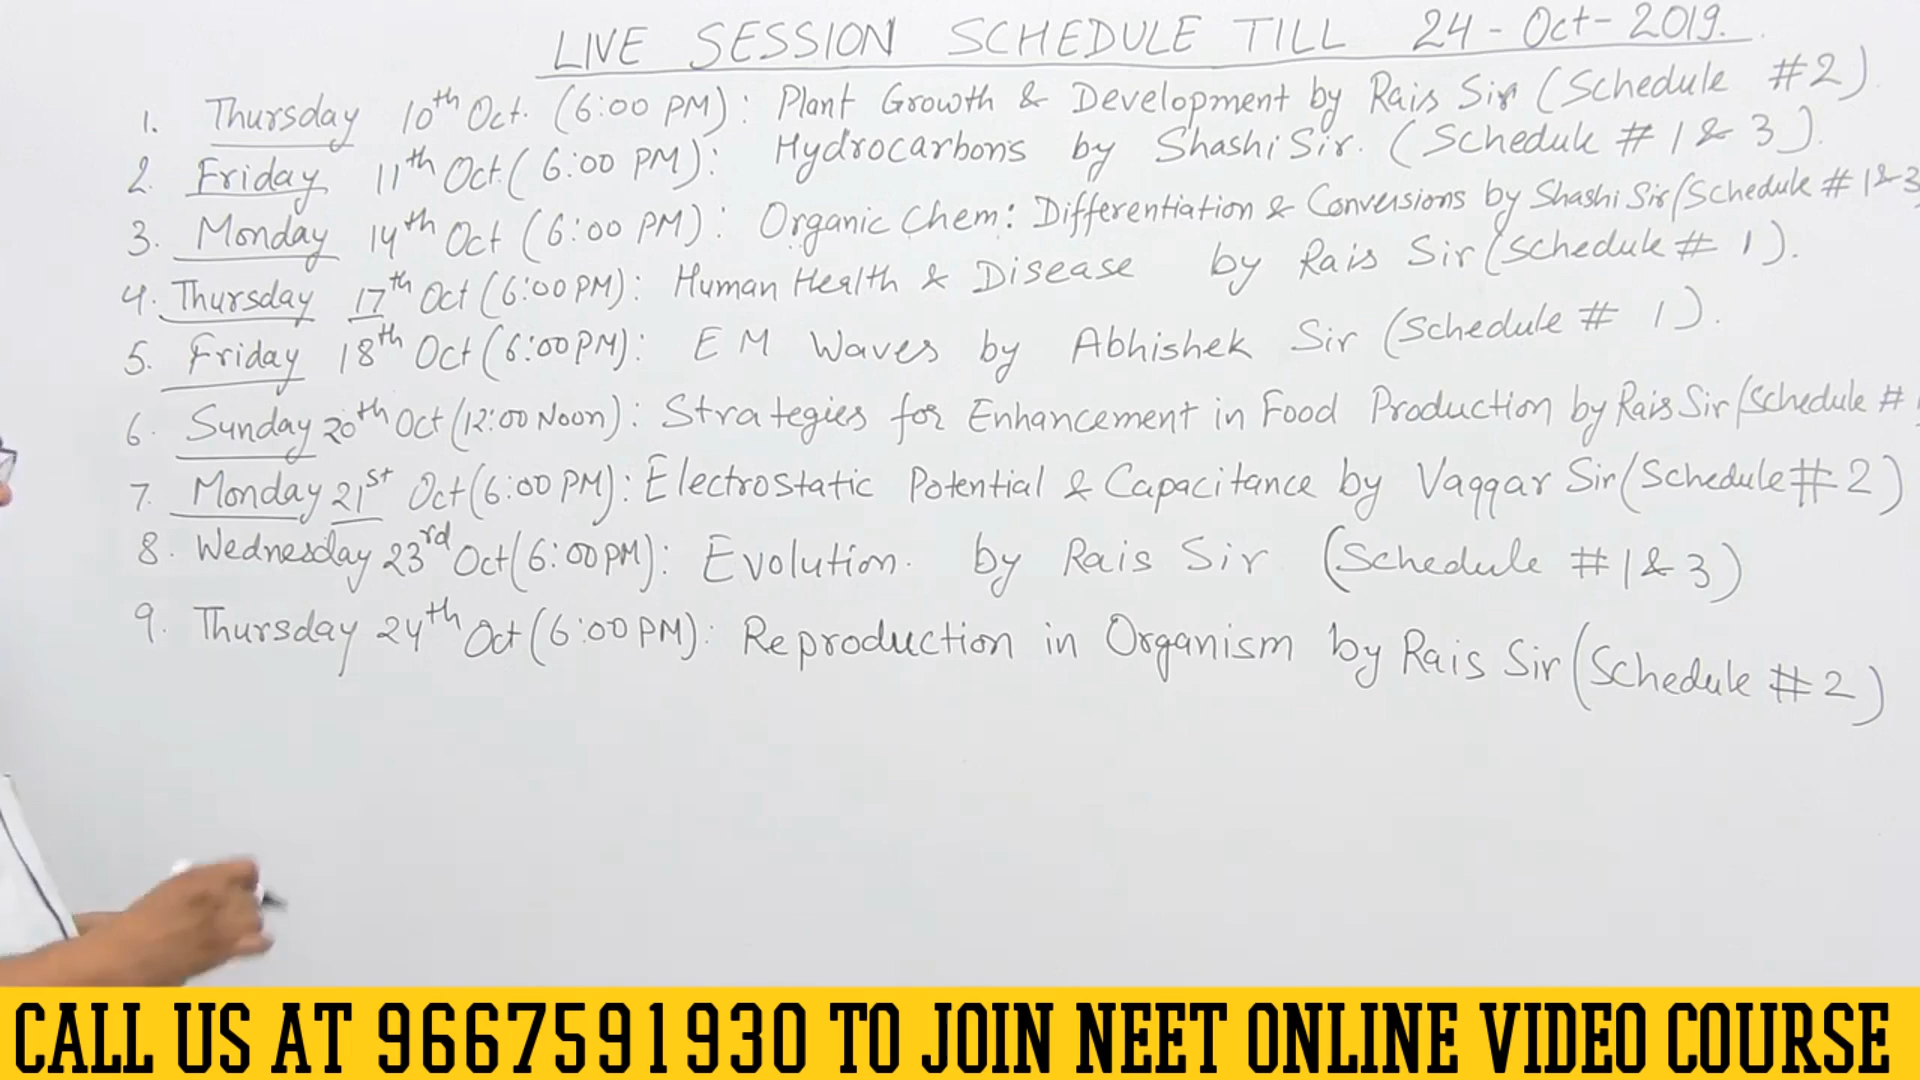 LIVE SESSION SCHEDULE TILL 24-Oct-2019.
1. Thursday 10th Oct. (6:00 PM): Plant Growth & Development by Rais Sir (Schedule #2).
2. Friday 11th Oct. (6:00 PM): Hydrocarbons by Shashi Sir. (Schedule #1 & 3).
3. Monday 14th Oct (6:00 PM): Organic Chem: Differentiation & Conversions by Shashi Sir (Schedule #1 & 3
4. Thursday 17th Oct (6:00 PM): Human Health & Disease by Rais Sir (Schedule # 1).
5. Friday 18th Oct (6:00 PM): E M Waves by Abhishek Sir (Schedule # 1).
6. Sunday 20th Oct (12:00 Noon): Strategies for Enhancement in Food Production by Rais Sir (Schedule #
7. Monday 21st Oct (6:00 PM): Electrostatic Potential & Capacitance by Vaqqar Sir (Schedule #2)
8. Wednesday 23rd Oct (6:00 PM): Evolution. by Rais Sir (Schedule #1 & 3)
9. Thursday 24th Oct (6:00 PM): Reproduction in Organism by Rais Sir (Schedule #2)
CALL US AT 9667591930 TO JOIN NEET ONLINE VIDEO COURSE